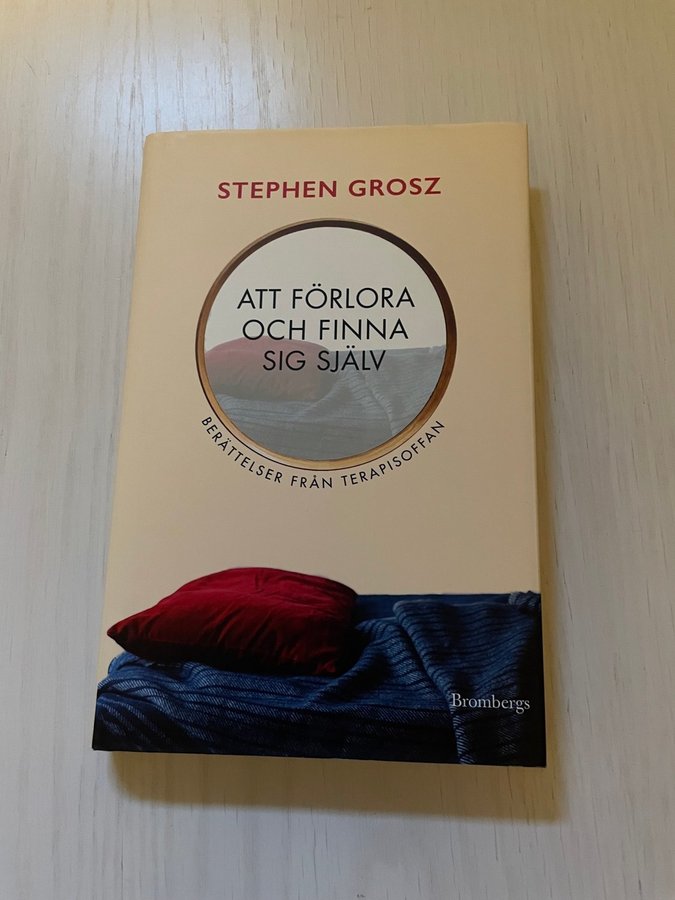 STEPHEN GROSZ
ATT FÖRLORA
OCH FINNA
SIG SJÄLV
BERÄTTELSER FRÅN TERAPISOFFAN
Brombergs